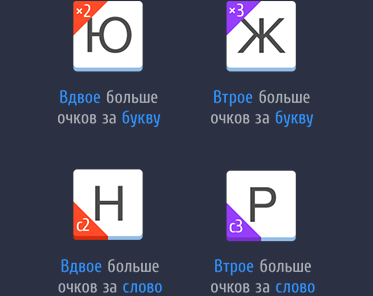 ×2 Ю ×3 Ж
Вдвое больше
очков за букву
Втрое больше
очков за букву
Н с2 Р с3
Вдвое больше
очков за слово
Втрое больше
очков за слово